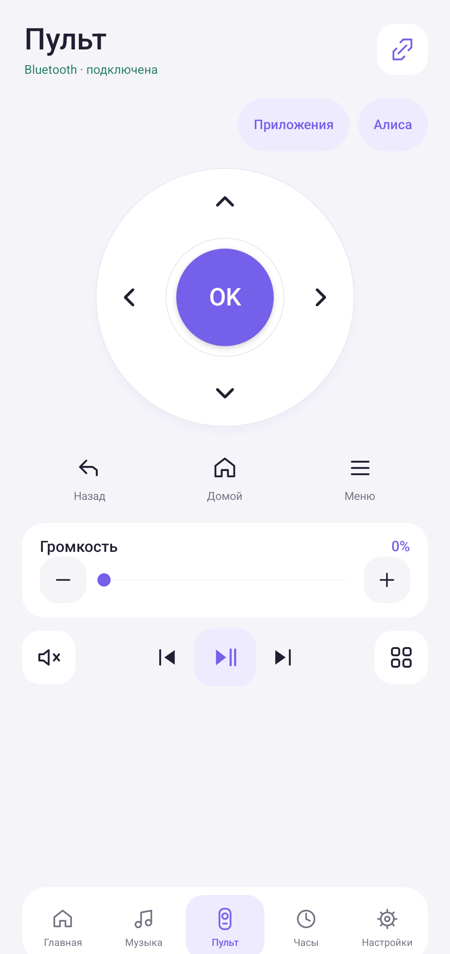 Пульт
Bluetooth · подключена
Приложения
Алиса
OK
Назад
Домой
Меню
Громкость
0%
Главная
Музыка
Пульт
Часы
Настройки